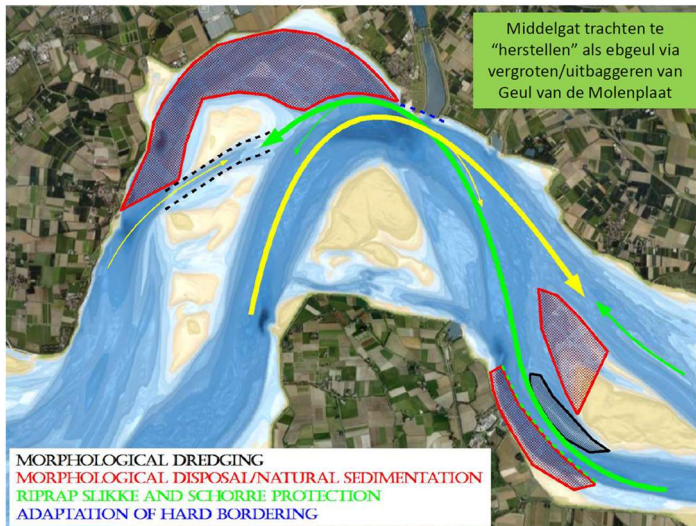 Middelgat trachten te
“herstellen” als ebgeul via
vergroten/uitbaggeren van
Geul van de Molenplaat
MORPHOLOGICAL DREDGING
MORPHOLOGICAL DISPOSAL/NATURAL SEDIMENTATION
RIPRAP SLIKKE AND SCHORRE PROTECTION
ADAPTATION OF HARD BORDERING